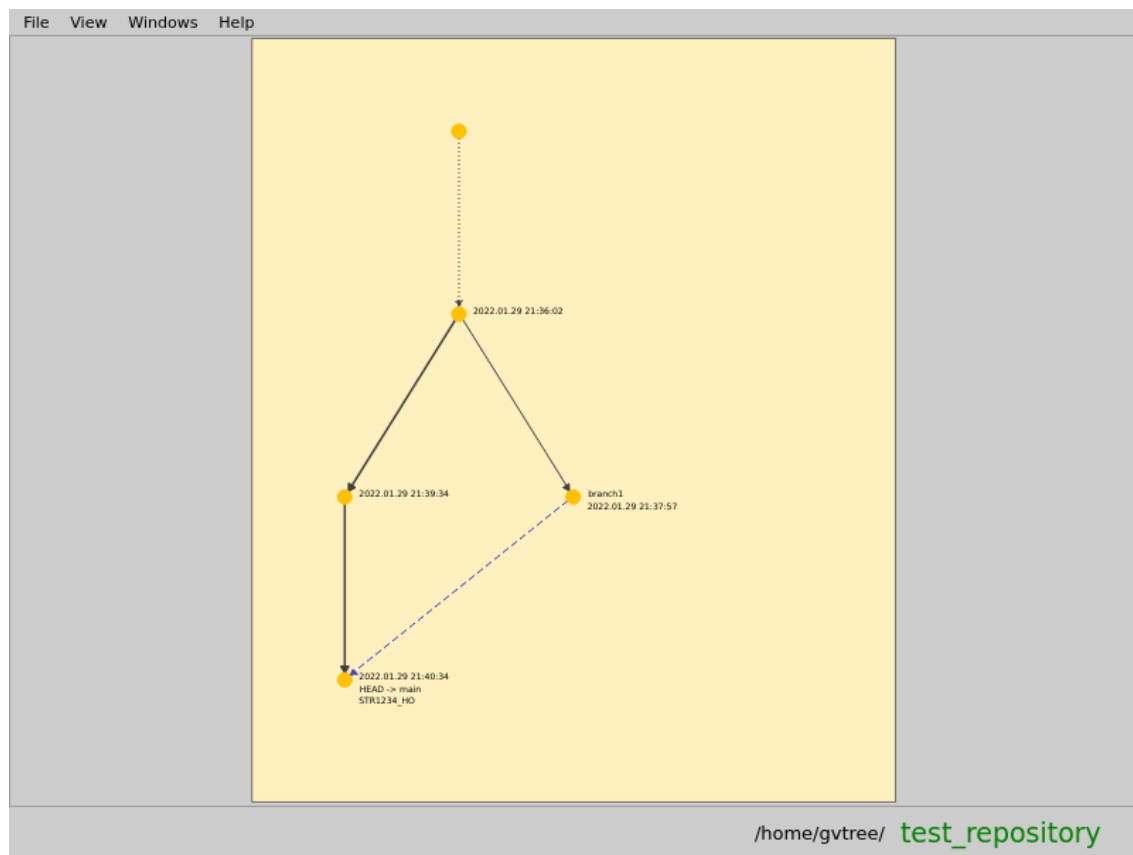 File View Windows Help
2022.01.29 21:36:02
2022.01.29 21:39:34
branch1
2022.01.29 21:37:57
2022.01.29 21:40:34
HEAD -> main
STR1234_HO
/home/gvtree/ test_repository